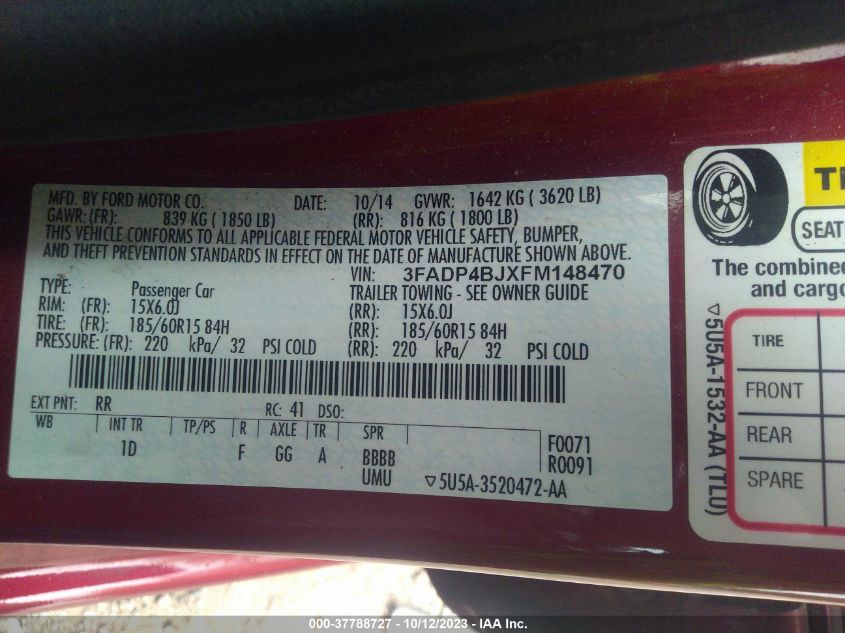 MFD. BY FORD MOTOR CO. DATE: 10/14 GVWR: 1642 KG ( 3620 LB)
GAWR: (FR): 839 KG ( 1850 LB) (RR): 816 KG ( 1800 LB)
THIS VEHICLE CONFORMS TO ALL APPLICABLE FEDERAL MOTOR VEHICLE SAFETY, BUMPER,
AND THEFT PREVENTION STANDARDS IN EFFECT ON THE DATE OF MANUFACTURE SHOWN ABOVE.
VIN: 3FADP4BJXFM148470
TYPE: Passenger Car TRAILER TOWING - SEE OWNER GUIDE
RIM: (FR): 15X6.0J (RR): 15X6.0J
TIRE: (FR): 185/60R15 84H (RR): 185/60R15 84H
PRESSURE: (FR): 220 kPa/ 32 PSI COLD (RR): 220 kPa/ 32 PSI COLD
EXT PNT: RR RC: 41 DSO:
WB INT TR TP/PS R AXLE TR SPR
1D F GG A BBBB
UMU
F0071
R0091
▽5U5A-3520472-AA
SEAT
The combined
and cargo
TIRE
FRONT
REAR
SPARE
▽5U5A-1532-AA (TLU)
000-37788727 - 10/12/2023 - IAA Inc.